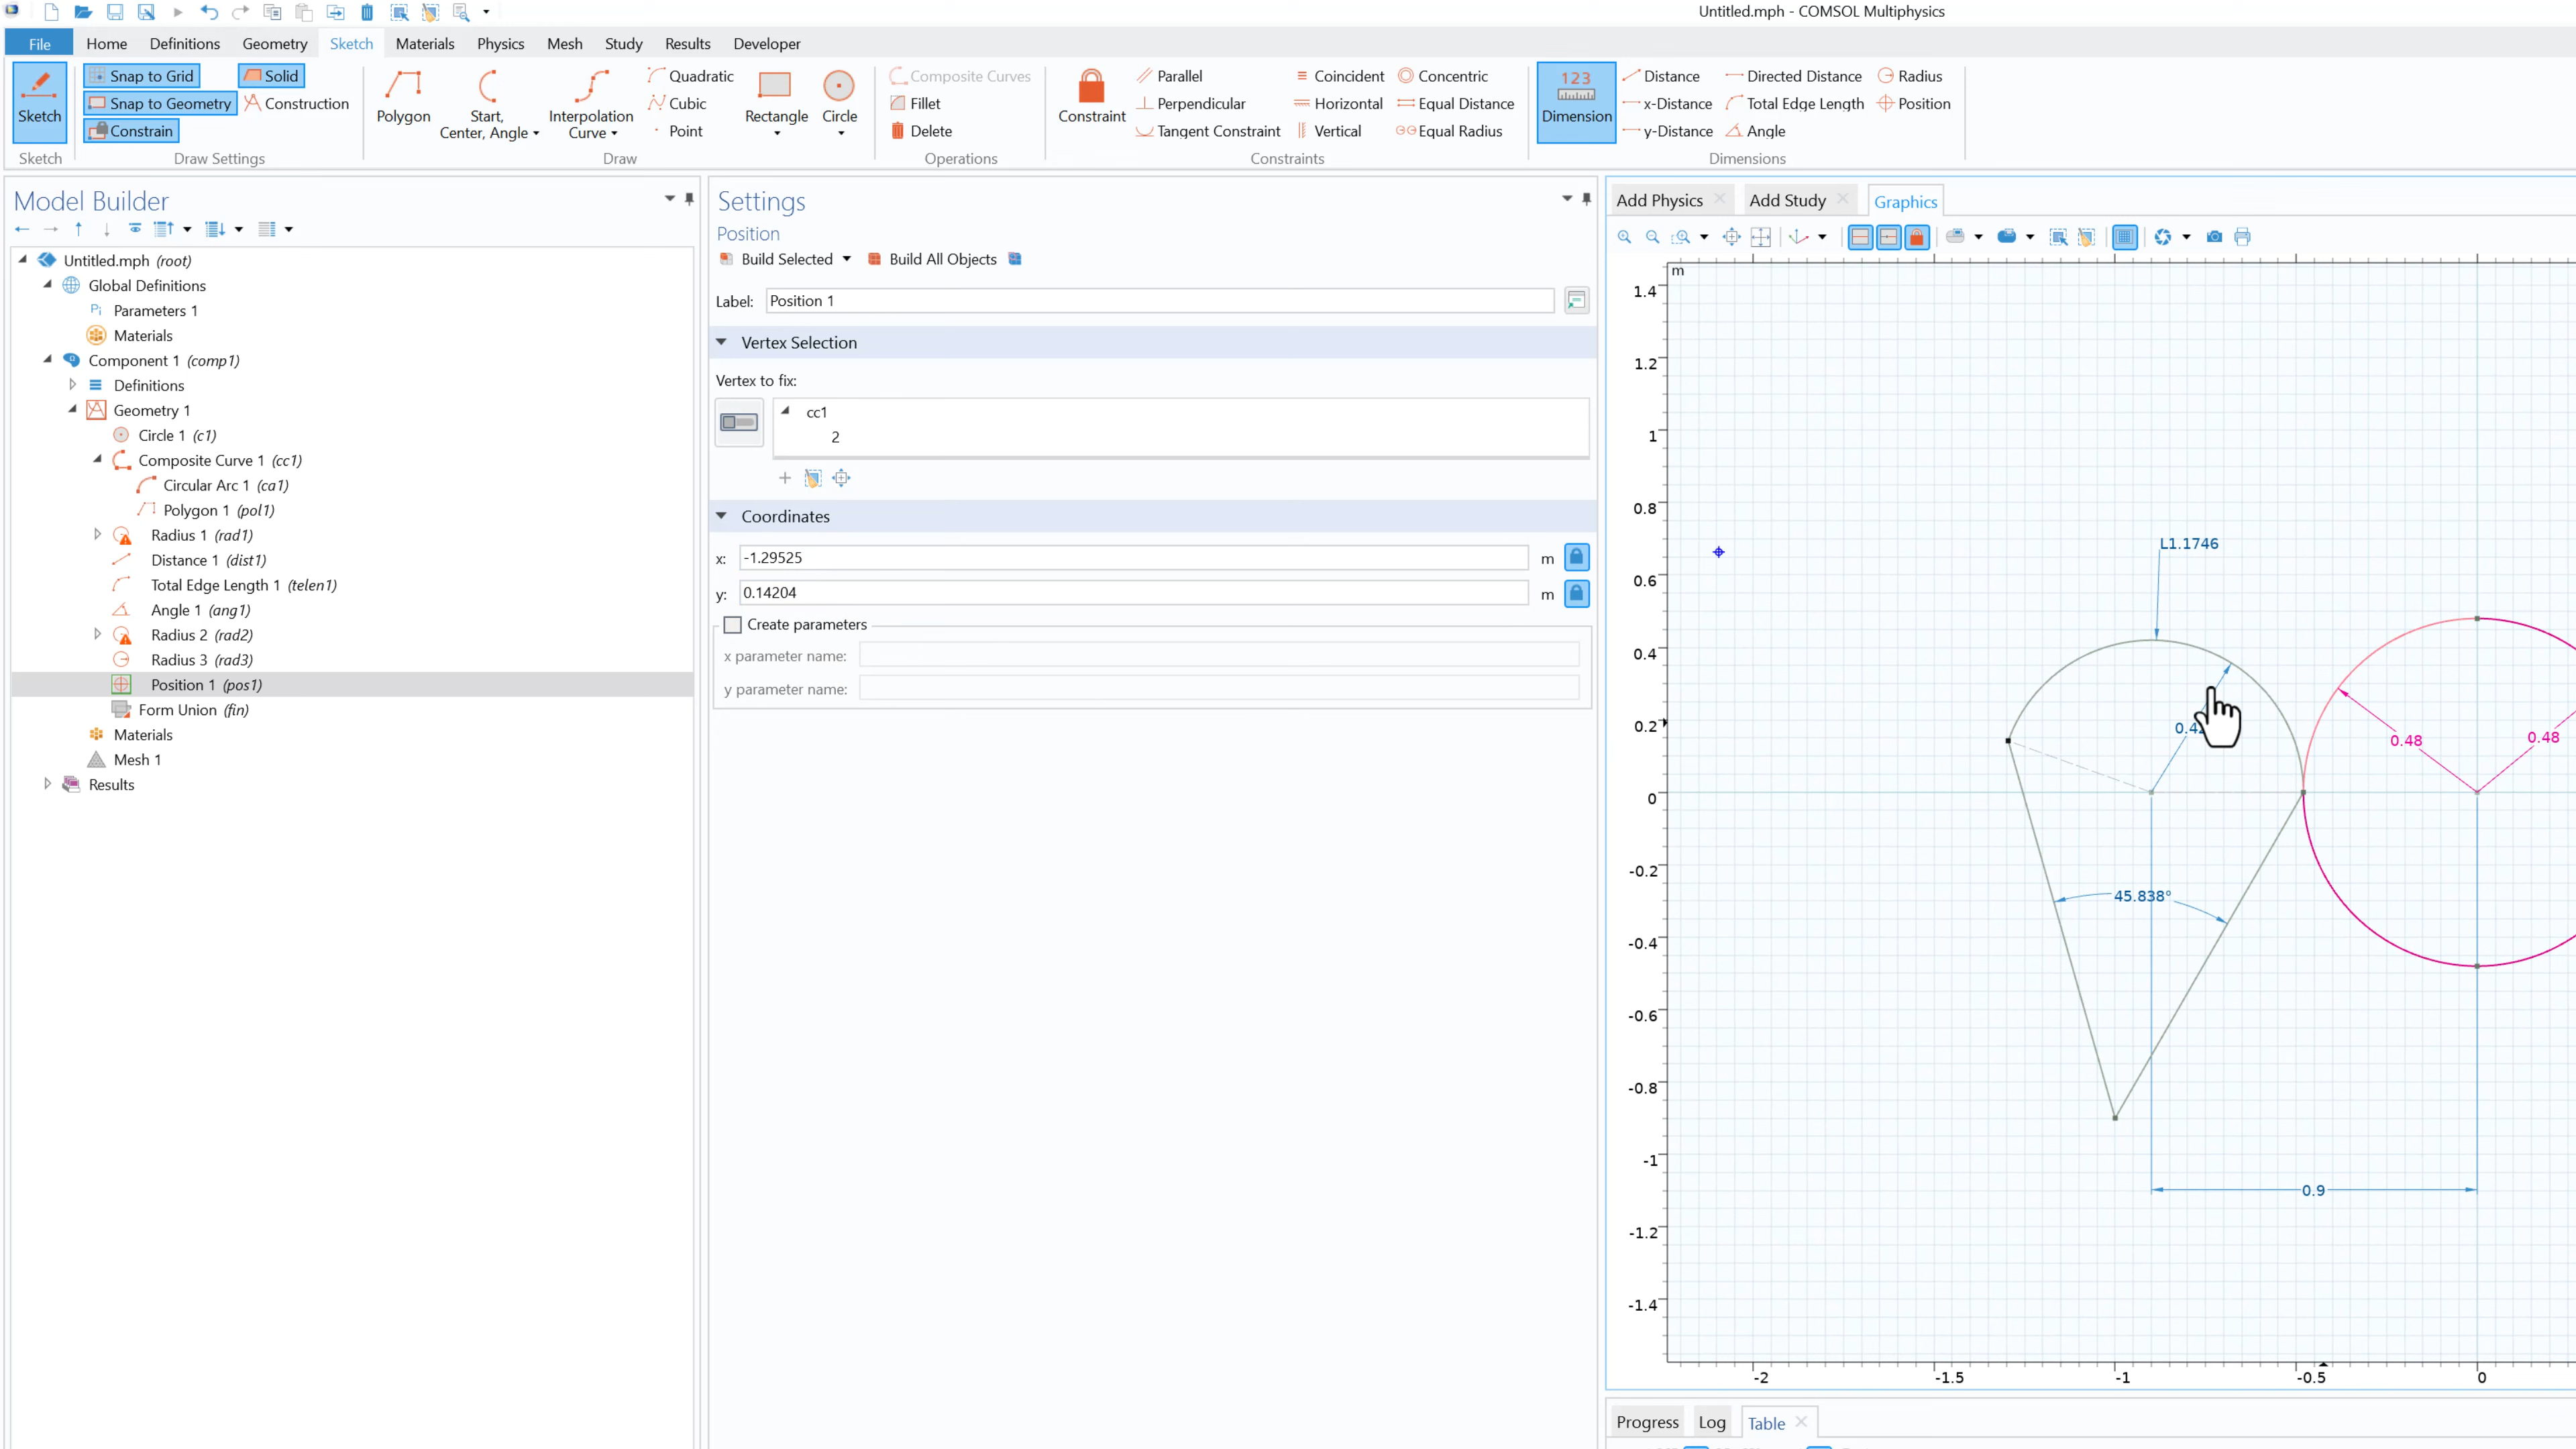 Untitled.mph - COMSOL Multiphysics
File Home Definitions Geometry Sketch Materials Physics Mesh Study Results Developer
Sketch
Snap to Grid
Snap to Geometry
Constrain
Solid
Construction
Polygon
Start,
Center, Angle
Interpolation
Curve
Quadratic
Cubic
Point
Rectangle
Circle
Composite Curves
Fillet
Delete
Constraint
Parallel
Perpendicular
Tangent Constraint
Coincident
Horizontal
Vertical
Concentric
Equal Distance
Equal Radius
123
Dimension
Distance
x-Distance
y-Distance
Directed Distance
Total Edge Length
Angle
Radius
Position
Sketch
Draw Settings
Draw
Operations
Constraints
Dimensions
Model Builder
Untitled.mph (root)
Global Definitions
Pi Parameters 1
Materials
Component 1 (comp1)
Definitions
Geometry 1
Circle 1 (c1)
Composite Curve 1 (cc1)
Circular Arc 1 (ca1)
Polygon 1 (pol1)
Radius 1 (rad1)
Distance 1 (dist1)
Total Edge Length 1 (telen1)
Angle 1 (ang1)
Radius 2 (rad2)
Radius 3 (rad3)
Position 1 (pos1)
Form Union (fin)
Materials
Mesh 1
Results
Settings
Position
Build Selected
Build All Objects
Label: Position 1
Vertex Selection
Vertex to fix:
cc1
2
Coordinates
x: -1.29525 m
y: 0.14204 m
Create parameters
x parameter name:
y parameter name:
Add Physics
Add Study
Graphics
m
1.4
1.2
1
0.8
0.6
0.4
0.2
0
-0.2
-0.4
-0.6
-0.8
-1
-1.2
-1.4
L1.1746
0.48
0.48
45.838°
0.9
-2
-1.5
-1
-0.5
0
Progress
Log
Table